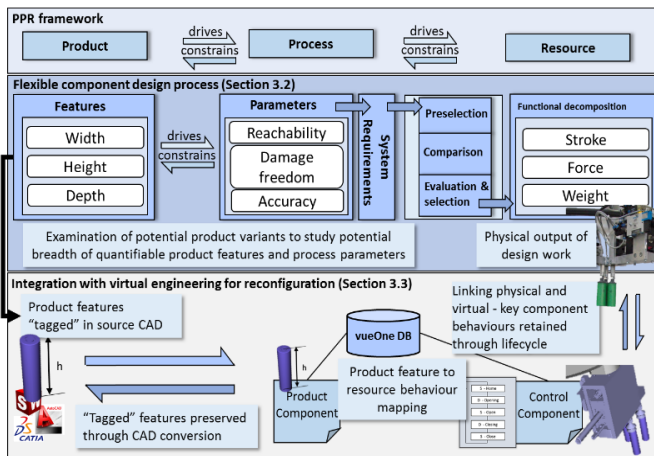 PPR framework
Product
drives
constrains
Process
drives
constrains
Resource
Flexible component design process (Section 3.2)
Features
Width
Height
Depth
drives
constrains
Parameters
Reachability
Damage
freedom
Accuracy
System
Requirements
Preselection
Comparison
Evaluation &
selection
Functional decomposition
Stroke
Force
Weight
Examination of potential product variants to study potential
breadth of quantifiable product features and process parameters
Physical output of
design work
Integration with virtual engineering for reconfiguration (Section 3.3)
Product features
“tagged” in source CAD
h
CATIA
“Tagged” features preserved
through CAD conversion
h
Product
Component
vueOne DB
Product feature to
resource behaviour
mapping
Linking physical and
virtual - key component
behaviours retained
through lifecycle
Control
Component